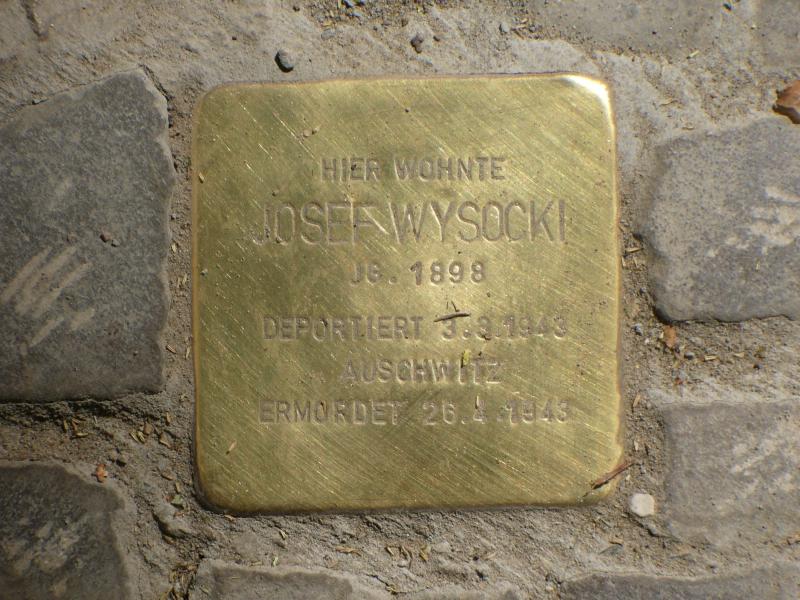 HIER WOHNTE
JOSEF WYSOCKI
JG. 1898
DEPORTIERT 3.3.1943
AUSCHWITZ
ERMORDET 26.4.1943